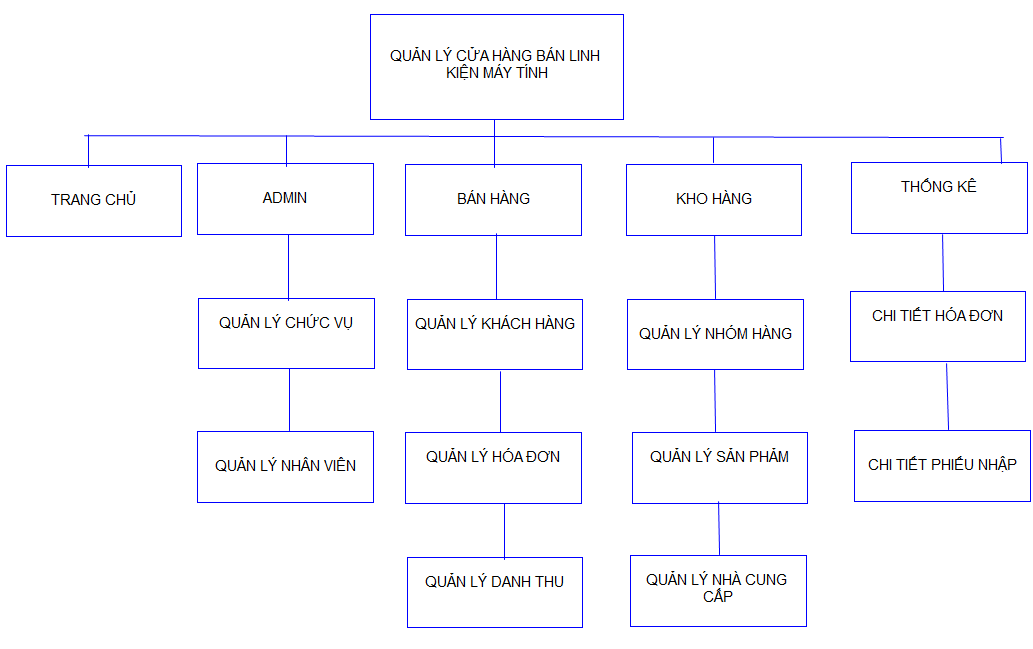 QUẢN LÝ CỬA HÀNG BÁN LINH
KIỆN MÁY TÍNH
TRANG CHỦ
ADMIN
BÁN HÀNG
KHO HÀNG
THỐNG KÊ
QUẢN LÝ CHỨC VỤ
QUẢN LÝ KHÁCH HÀNG
QUẢN LÝ NHÓM HÀNG
CHI TIẾT HÓA ĐƠN
QUẢN LÝ NHÂN VIÊN
QUẢN LÝ HÓA ĐƠN
QUẢN LÝ SẢN PHẨM
CHI TIẾT PHIẾU NHẬP
QUẢN LÝ DANH THU
QUẢN LÝ NHÀ CUNG
CẤP